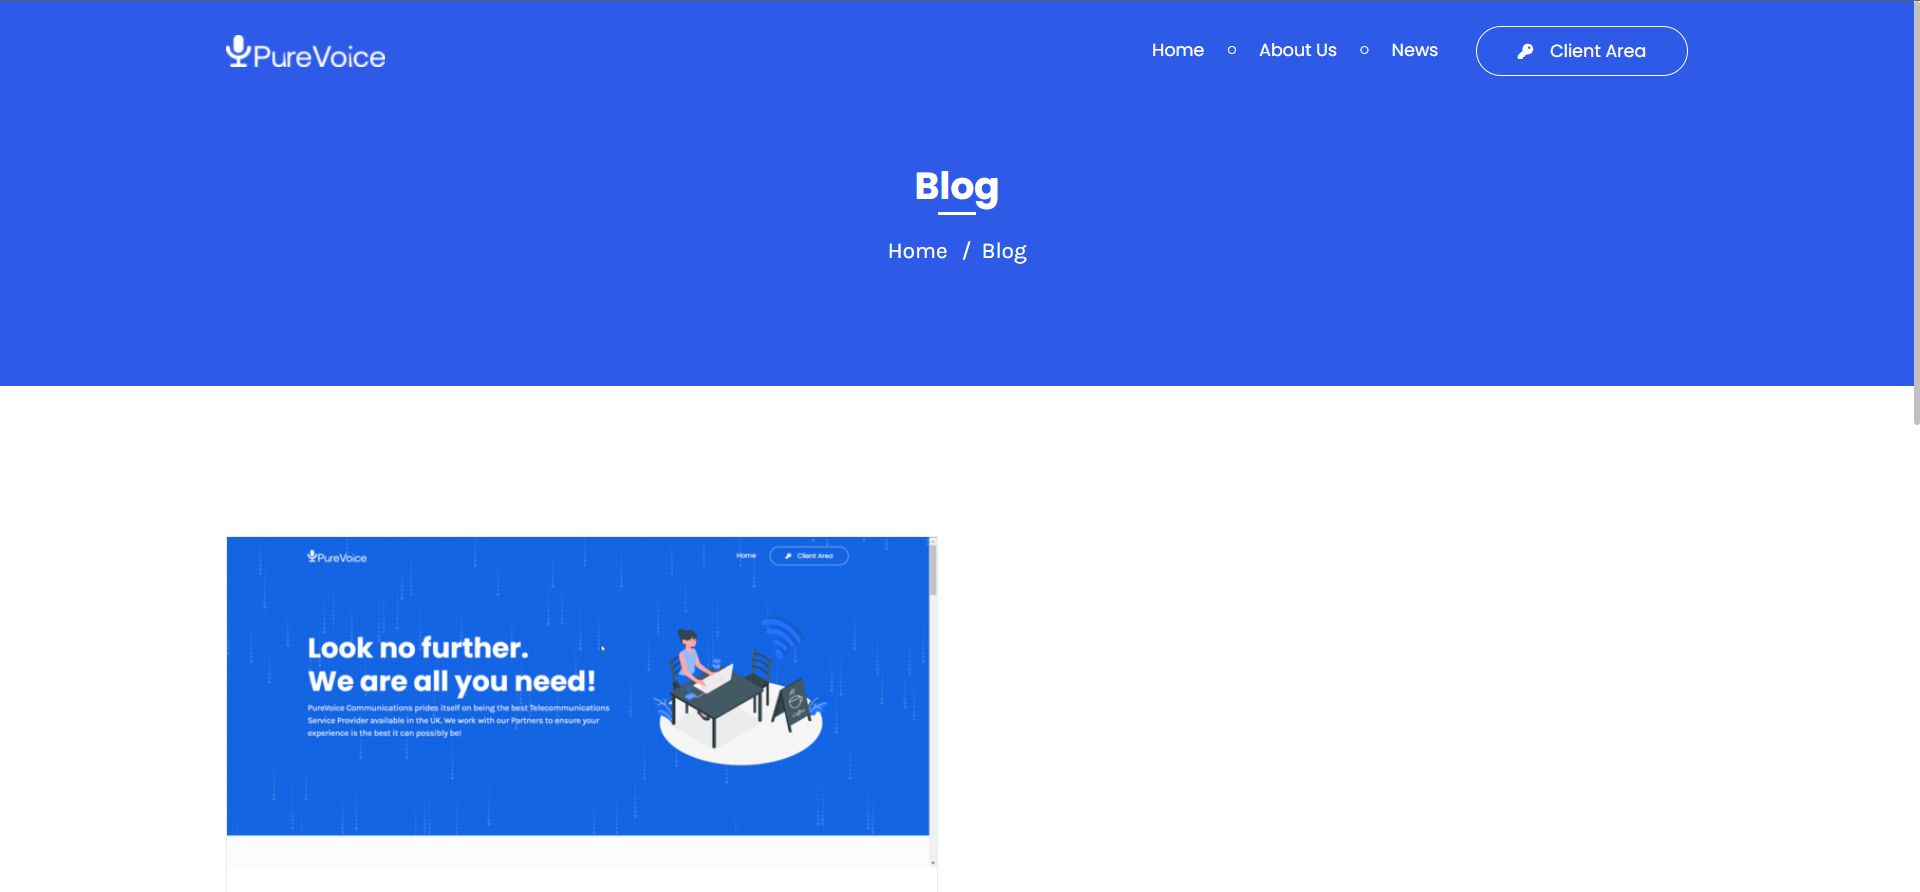 PureVoice
Home
About Us
News
Client Area
Blog
Home / Blog
PureVoice
Home
Client Area
Look no further.
We are all you need!
PureVoice Communications prides itself on being the best Telecommunications
Service Provider available in the UK. We work with our Partners to ensure your
experience is the best it can possibly be!
Coffee